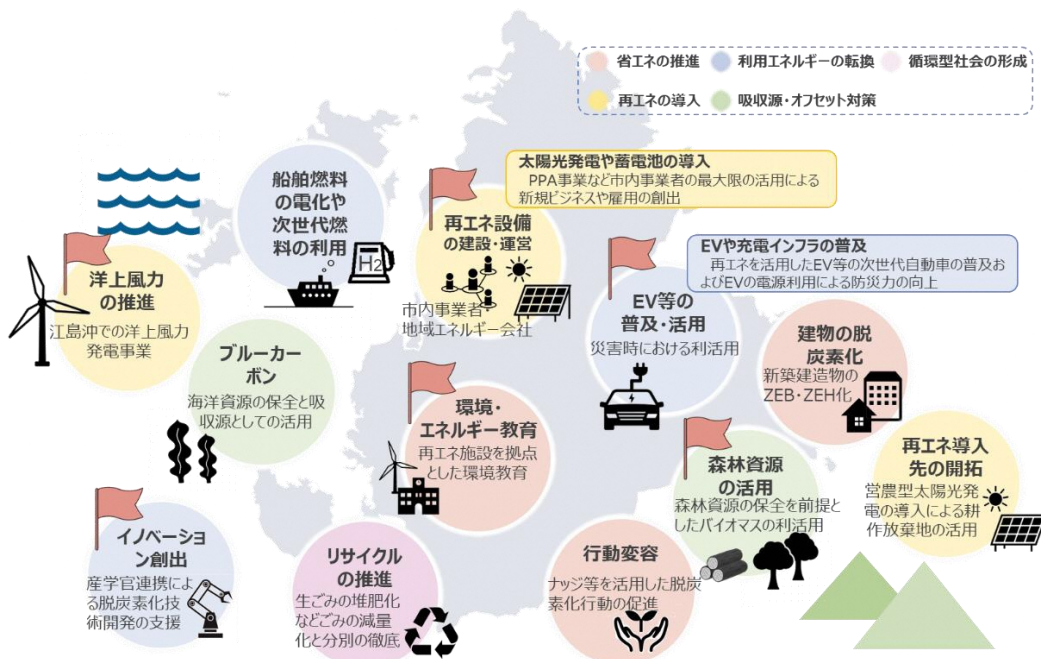 省エネの推進
利用エネルギーの転換
循環型社会の形成
再エネの導入
吸収源・オフセット対策
太陽光発電や蓄電池の導入
PPA事業など市内事業者の最大限の活用による
新規ビジネスや雇用の創出
船舶燃料
の電化や
次世代燃
料の利用
H2
再エネ設備
の建設・運営
市内事業者
地域エネルギー会社
EVや充電インフラの普及
再エネを活用したEV等の次世代自動車の普及お
よびEVの電源利用による防災力の向上
洋上風力
の推進
江島沖での洋上風力
発電事業
EV等の
普及・活用
災害時における利活用
建物の脱
炭素化
新築建造物の
ZEB・ZEH化
ブルーカー
ボン
海洋資源の保全と吸
収源としての活用
環境・
エネルギー教育
再エネ施設を拠点
とした環境教育
森林資源
の活用
森林資源の保全を前提と
したバイオマスの利活用
再エネ導入
先の開拓
営農型太陽光発
電の導入による耕
作放棄地の活用
イノベーショ
ン創出
産学官連携によ
る脱炭素化技
術開発の支援
リサイクル
の推進
生ごみの堆肥化
などごみの減量
化と分別の徹底
行動変容
ナッジ等を活用した脱炭
素化行動の促進